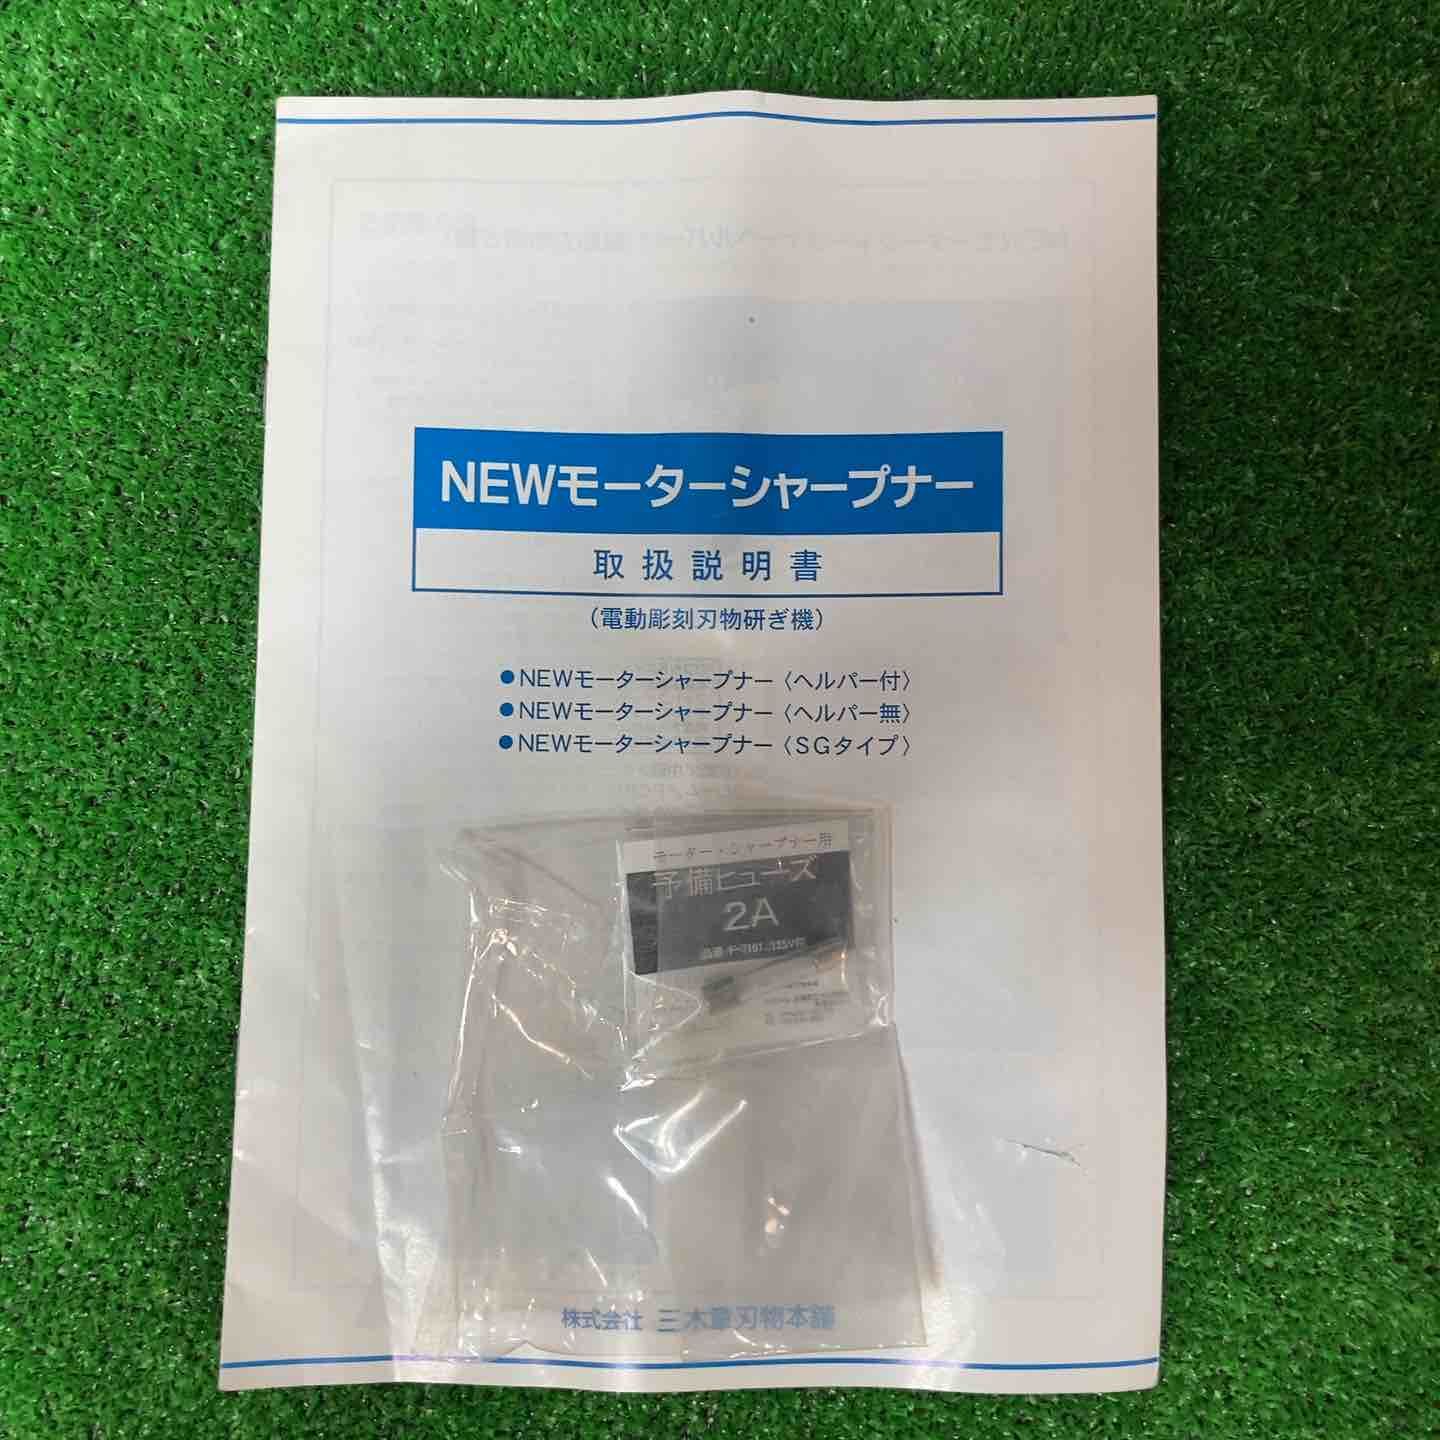 NEWモーターシャープナー
取扱説明書
(電動彫刻刃物研ぎ機)
●NEWモーターシャープナー〈ヘルパー付〉
●NEWモーターシャープナー〈ヘルパー無〉
●NEWモーターシャープナー〈SGタイプ〉
モーター・シャープナー用
予備ヒューズ
2A
株式会社 三木章刃物本舗